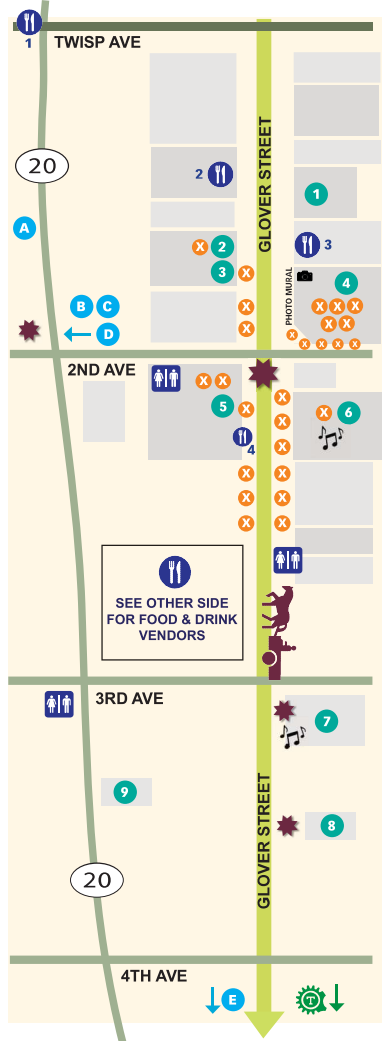 1
TWISP AVE
20
2
1
GLOVER STREET
A
3
X 2
3 X
PHOTO MURAL
4
X X X
X X
B C
X
X
D
X
X X X X
2ND AVE
X X
X
5
X
X 6
X
4
X
X X
X X
X X
SEE OTHER SIDE
FOR FOOD & DRINK
VENDORS
3RD AVE
7
9
GLOVER STREET
8
20
4TH AVE
E
T